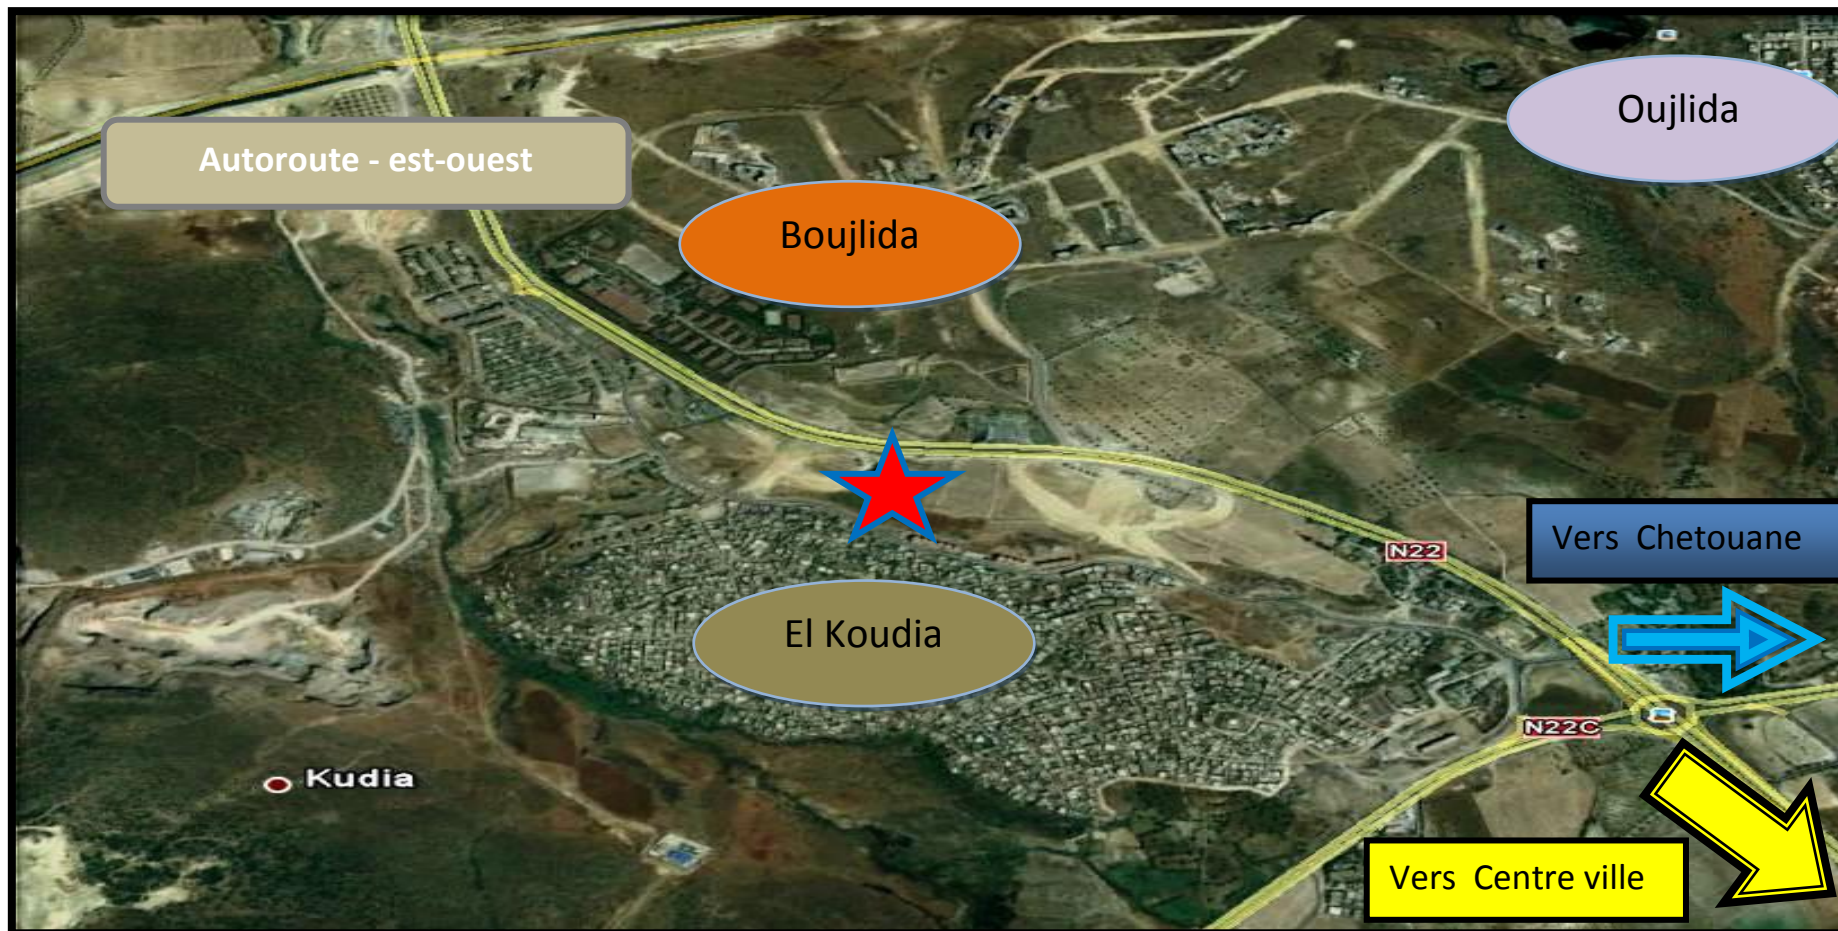 Oujlida
Autoroute - est-ouest
Boujlida
Vers Chetouane
N22
El Koudia
N22C
Kudia
Vers Centre ville